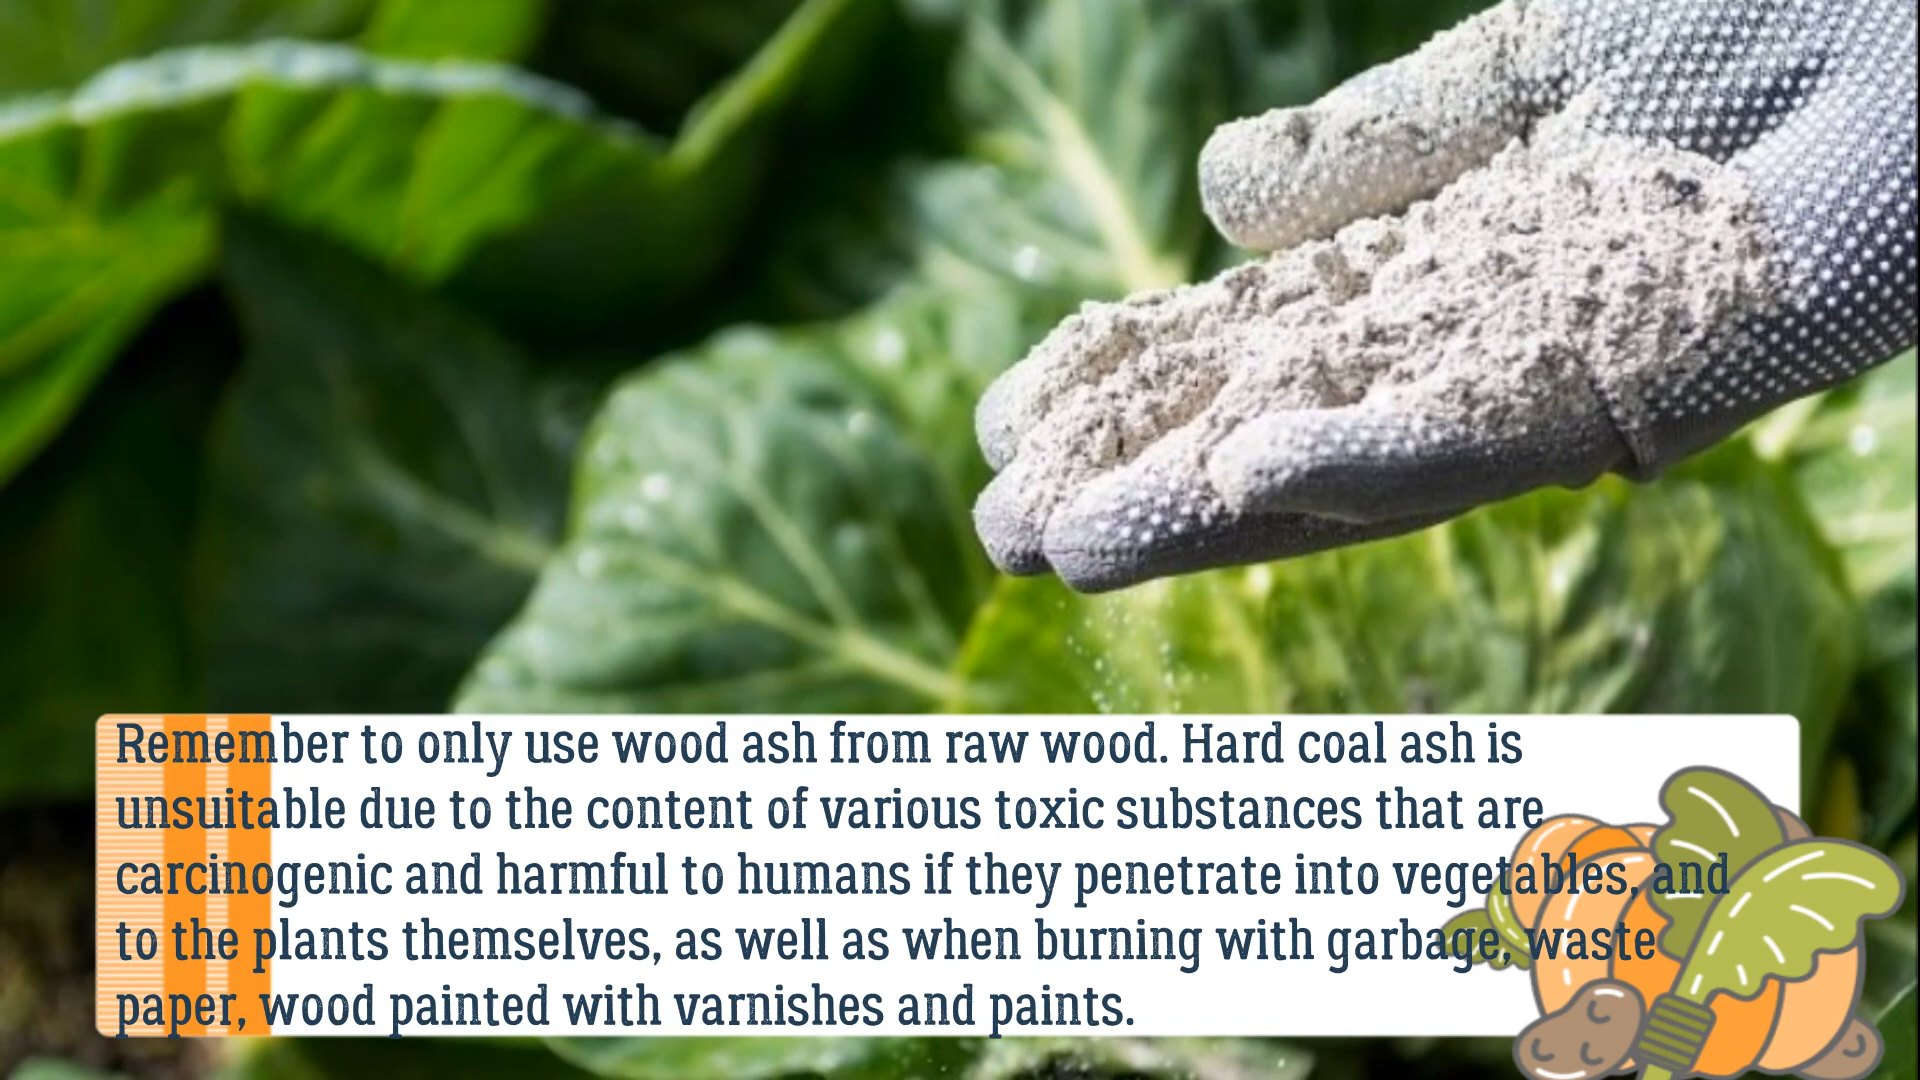 Remember to only use wood ash from raw wood. Hard coal ash is
unsuitable due to the content of various toxic substances that are
carcinogenic and harmful to humans if they penetrate into vegetables, and
to the plants themselves, as well as when burning with garbage, waste
paper, wood painted with varnishes and paints.